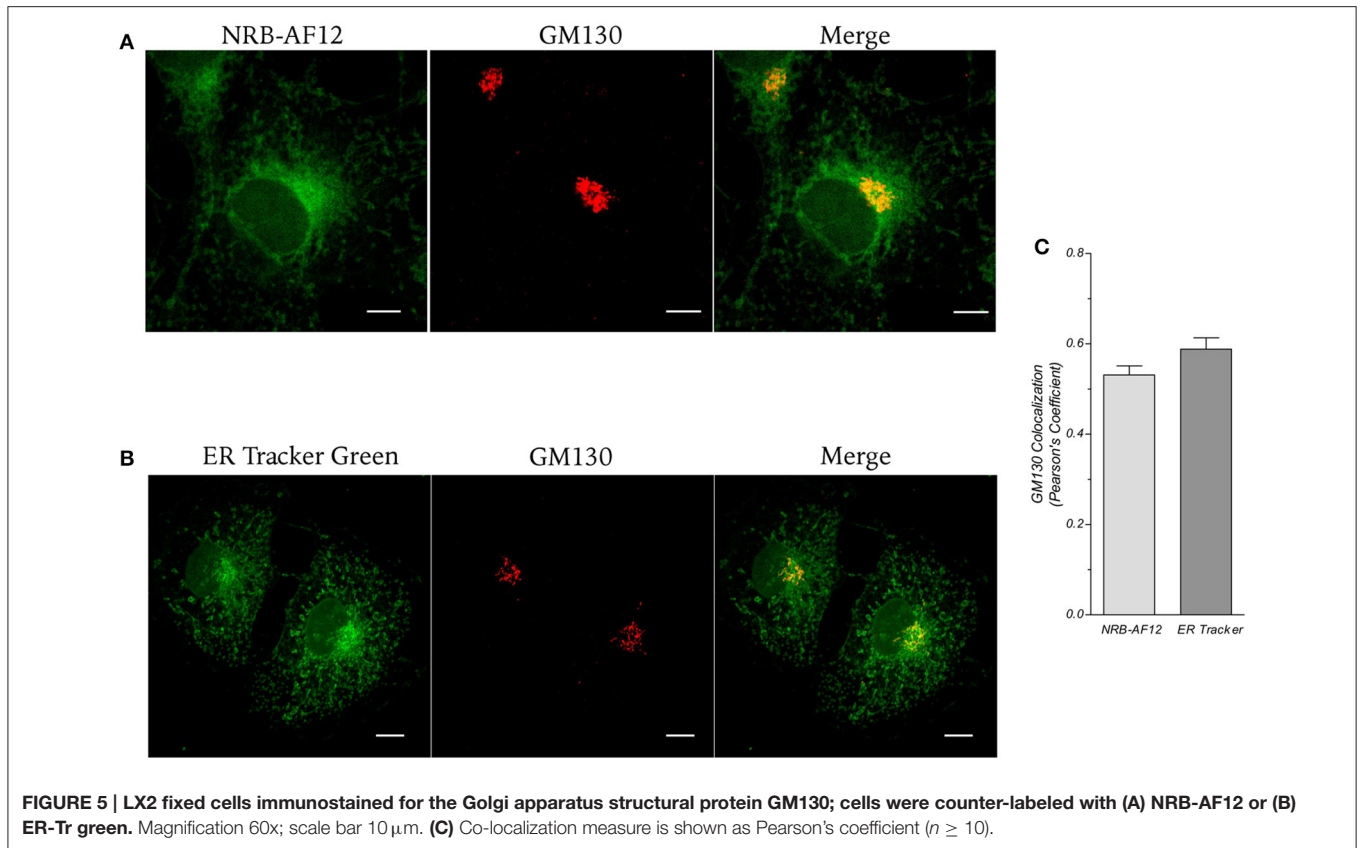 A
NRB-AF12
GM130
Merge
B
ER Tracker Green
GM130
Merge
C
GM130 Colocalization
(Pearson's Coefficient)
0.8
0.6
0.4
0.2
0.0
NRB-AF12
ER Tracker
FIGURE 5 | LX2 fixed cells immunostained for the Golgi apparatus structural protein GM130; cells were counter-labeled with (A) NRB-AF12 or (B)
ER-Tr green. Magnification 60x; scale bar 10 μm. (C) Co-localization measure is shown as Pearson's coefficient (n ≥ 10).